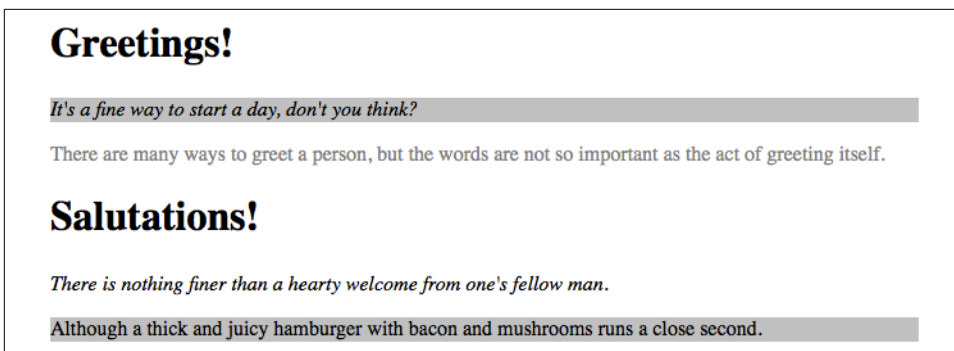 Greetings!
It's a fine way to start a day, don't you think?
There are many ways to greet a person, but the words are not so important as the act of greeting itself.
Salutations!
There is nothing finer than a hearty welcome from one's fellow man.
Although a thick and juicy hamburger with bacon and mushrooms runs a close second.